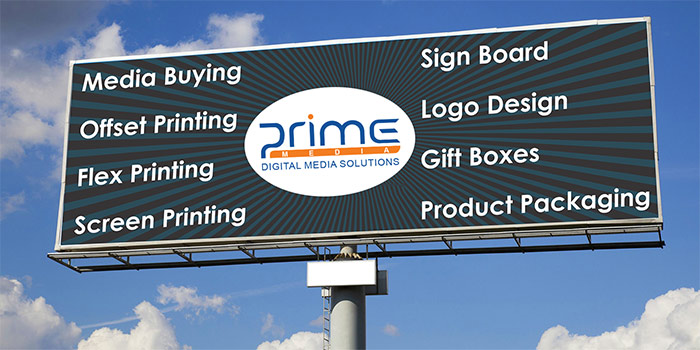 Media Buying
Offset Printing
Flex Printing
Screen Printing
prime
MEDIA
DIGITAL MEDIA SOLUTIONS
Sign Board
Logo Design
Gift Boxes
Product Packaging